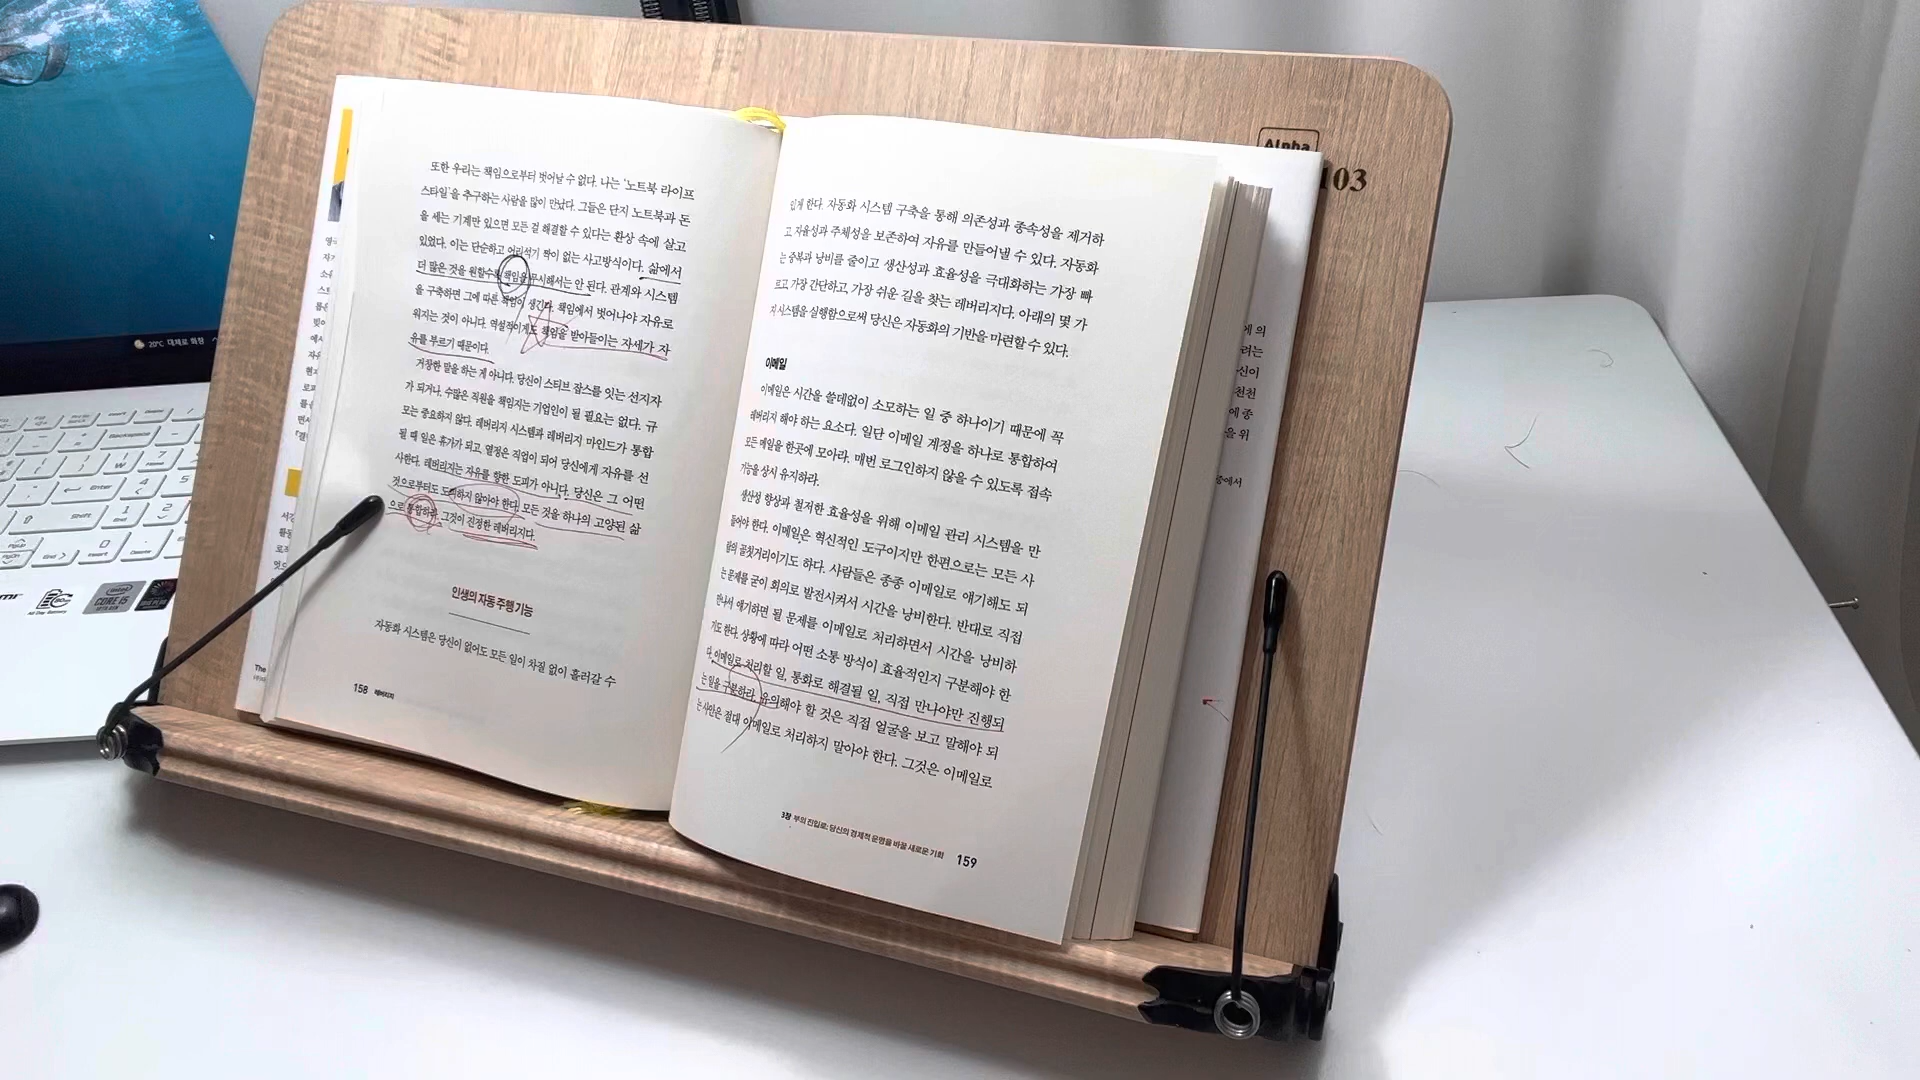 또한 우리는 책임으로부터 벗어날 수 없다. 나는 '노트북 라이프
스타일'을 추구하는 사람을 많이 만났다. 그들은 단지 노트북과 돈
을 세는 기계만 있으면 모든 걸 해결할 수 있다는 환상 속에 살고
있었다. 이는 단순하고 어리석기 짝이 없는 사고방식이다. 삶에서
더 많은 것을 원할수록 책임을 무시해서는 안 된다. 관계와 시스템
을 구축하면 그에 따른 책임이 생긴다. 책임에서 벗어나야 자유로
워지는 것이 아니다. 역설적이게도 책임을 받아들이는 자세가 자
유를 부르기 때문이다.
거창한 말을 하는 게 아니다. 당신이 스티브 잡스를 잇는 선지자
가 되거나, 수많은 직원을 책임지는 기업인이 될 필요는 없다. 규
모는 중요하지 않다. 레버리지 시스템과 레버리지 마인드가 통합
될 때 일은 휴가가 되고, 열정은 직업이 되어 당신에게 자유를 선
사한다. 레버리지는 자유를 향한 도피가 아니다. 당신은 그 어떤
것으로부터도 도피하지 않아야 한다. 모든 것을 하나의 고양된 삶
으로 통합하라. 그것이 진정한 레버리지다.
인생의 자동 주행 기능
자동화 시스템은 당신이 없어도 모든 일이 차질 없이 흘러갈 수
158 레버리지
있게 한다. 자동화 시스템 구축을 통해 의존성과 종속성을 제거하
고 자율성과 주체성을 보존하여 자유를 만들어낼 수 있다. 자동화
는 중복과 낭비를 줄이고 생산성과 효율성을 극대화하는 가장 빠
르고 가장 간단하고, 가장 쉬운 길을 찾는 레버리지다. 아래의 몇 가
지 시스템을 실행함으로써 당신은 자동화의 기반을 마련할 수 있다.
이메일
이메일은 시간을 쓸데없이 소모하는 일 중 하나이기 때문에 꼭
레버리지 해야 하는 요소다. 일단 이메일 계정을 하나로 통합하여
모든 메일을 한곳에 모아라. 매번 로그인하지 않을 수 있도록 접속
기능을 상시 유지하라.
생산성 향상과 철저한 효율성을 위해 이메일 관리 시스템을 만
들어야 한다. 이메일은 혁신적인 도구이지만 한편으로는 모든 사
람의 골칫거리이기도 하다. 사람들은 종종 이메일로 얘기해도 되
는 문제를 굳이 회의로 발전시켜서 시간을 낭비한다. 반대로 직접
만나서 얘기하면 될 문제를 이메일로 처리하면서 시간을 낭비하
기도 한다. 상황에 따라 어떤 소통 방식이 효율적인지 구분해야 한
다. 이메일로 처리할 일, 통화로 해결될 일, 직접 만나야만 진행되
는 일을 구분하라. 유의해야 할 것은 직접 얼굴을 보고 말해야 되
는 사안은 절대 이메일로 처리하지 말아야 한다. 그것은 이메일로
3장 부의 진입로: 당신의 경제적 운명을 바꿀 새로운 기회 159
Alpha
103
20°C 대체로 화창
CORE i5